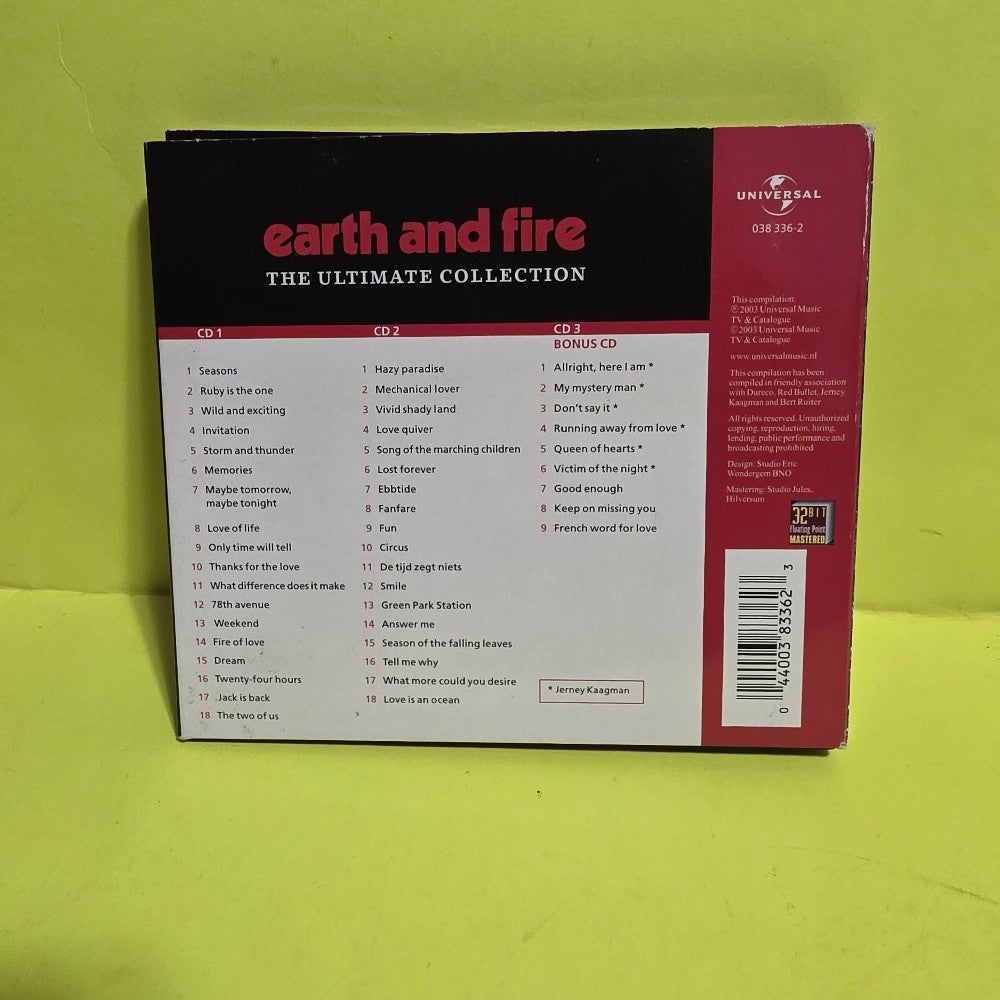 earth and fire
THE ULTIMATE COLLECTION
CD 1
1 Seasons
2 Ruby is the one
3 Wild and exciting
4 Invitation
5 Storm and thunder
6 Memories
7 Maybe tomorrow,
maybe tonight
8 Love of life
9 Only time will tell
10 Thanks for the love
11 What difference does it make
12 78th avenue
13 Weekend
14 Fire of love
15 Dream
16 Twenty-four hours
17 Jack is back
18 The two of us
CD 2
1 Hazy paradise
2 Mechanical lover
3 Vivid shady land
4 Love quiver
5 Song of the marching children
6 Lost forever
7 Ebbtide
8 Fanfare
9 Fun
10 Circus
11 De tijd zegt niets
12 Smile
13 Green Park Station
14 Answer me
15 Season of the falling leaves
16 Tell me why
17 What more could you desire
18 Love is an ocean
CD 3
BONUS CD
1 Allright, here I am *
2 My mystery man *
3 Don't say it *
4 Running away from love *
5 Queen of hearts *
6 Victim of the night *
7 Good enough
8 Keep on missing you
9 French word for love
* Jerney Kaagman
UNIVERSAL
038 336-2
This compilation:
℗2003 Universal Music
TV & Catalogue
©2003 Universal Music
TV & Catalogue
www.universalmusic.nl
This compilation has been
compiled in friendly association
with Dureco, Red Bullet, Jerney
Kaagman and Bert Ruiter
All rights reserved. Unauthorized
copying, reproduction, hiring,
lending, public performance and
broadcasting prohibited
Design: Studio Eric
Wondergem BNO
Mastering: Studio Jules,
Hilversum
32BIT
Floating Point
MASTERED
0 44003 83362 3